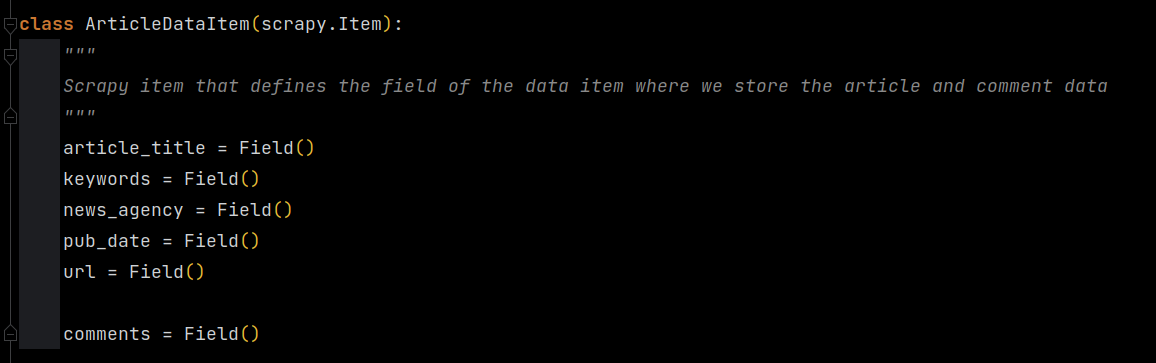 class ArticleDataItem(scrapy.Item):
"""
Scrapy item that defines the field of the data item where we store the article and comment data
"""
article_title = Field()
keywords = Field()
news_agency = Field()
pub_date = Field()
url = Field()
comments = Field()